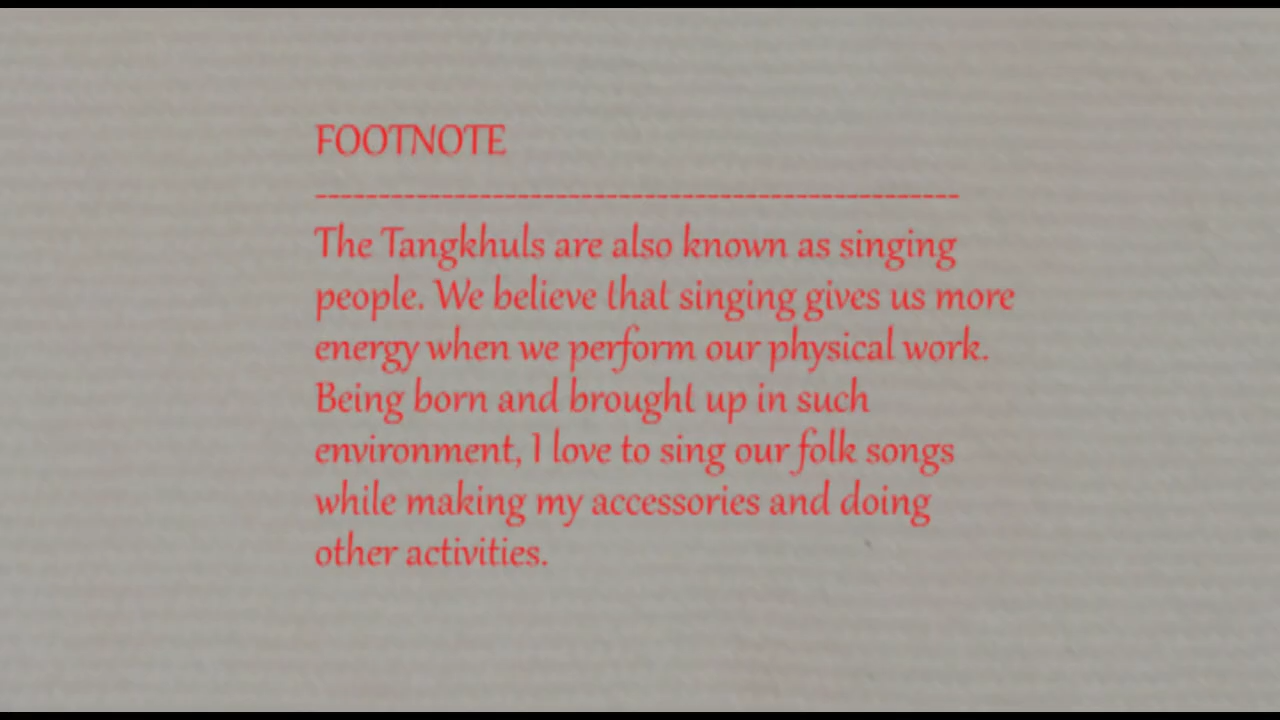 FOOTNOTE
---------------------------------------------------
The Tangkhuls are also known as singing
people. We believe that singing gives us more
energy when we perform our physical work.
Being born and brought up in such
environment, I love to sing our folk songs
while making my accessories and doing
other activities.